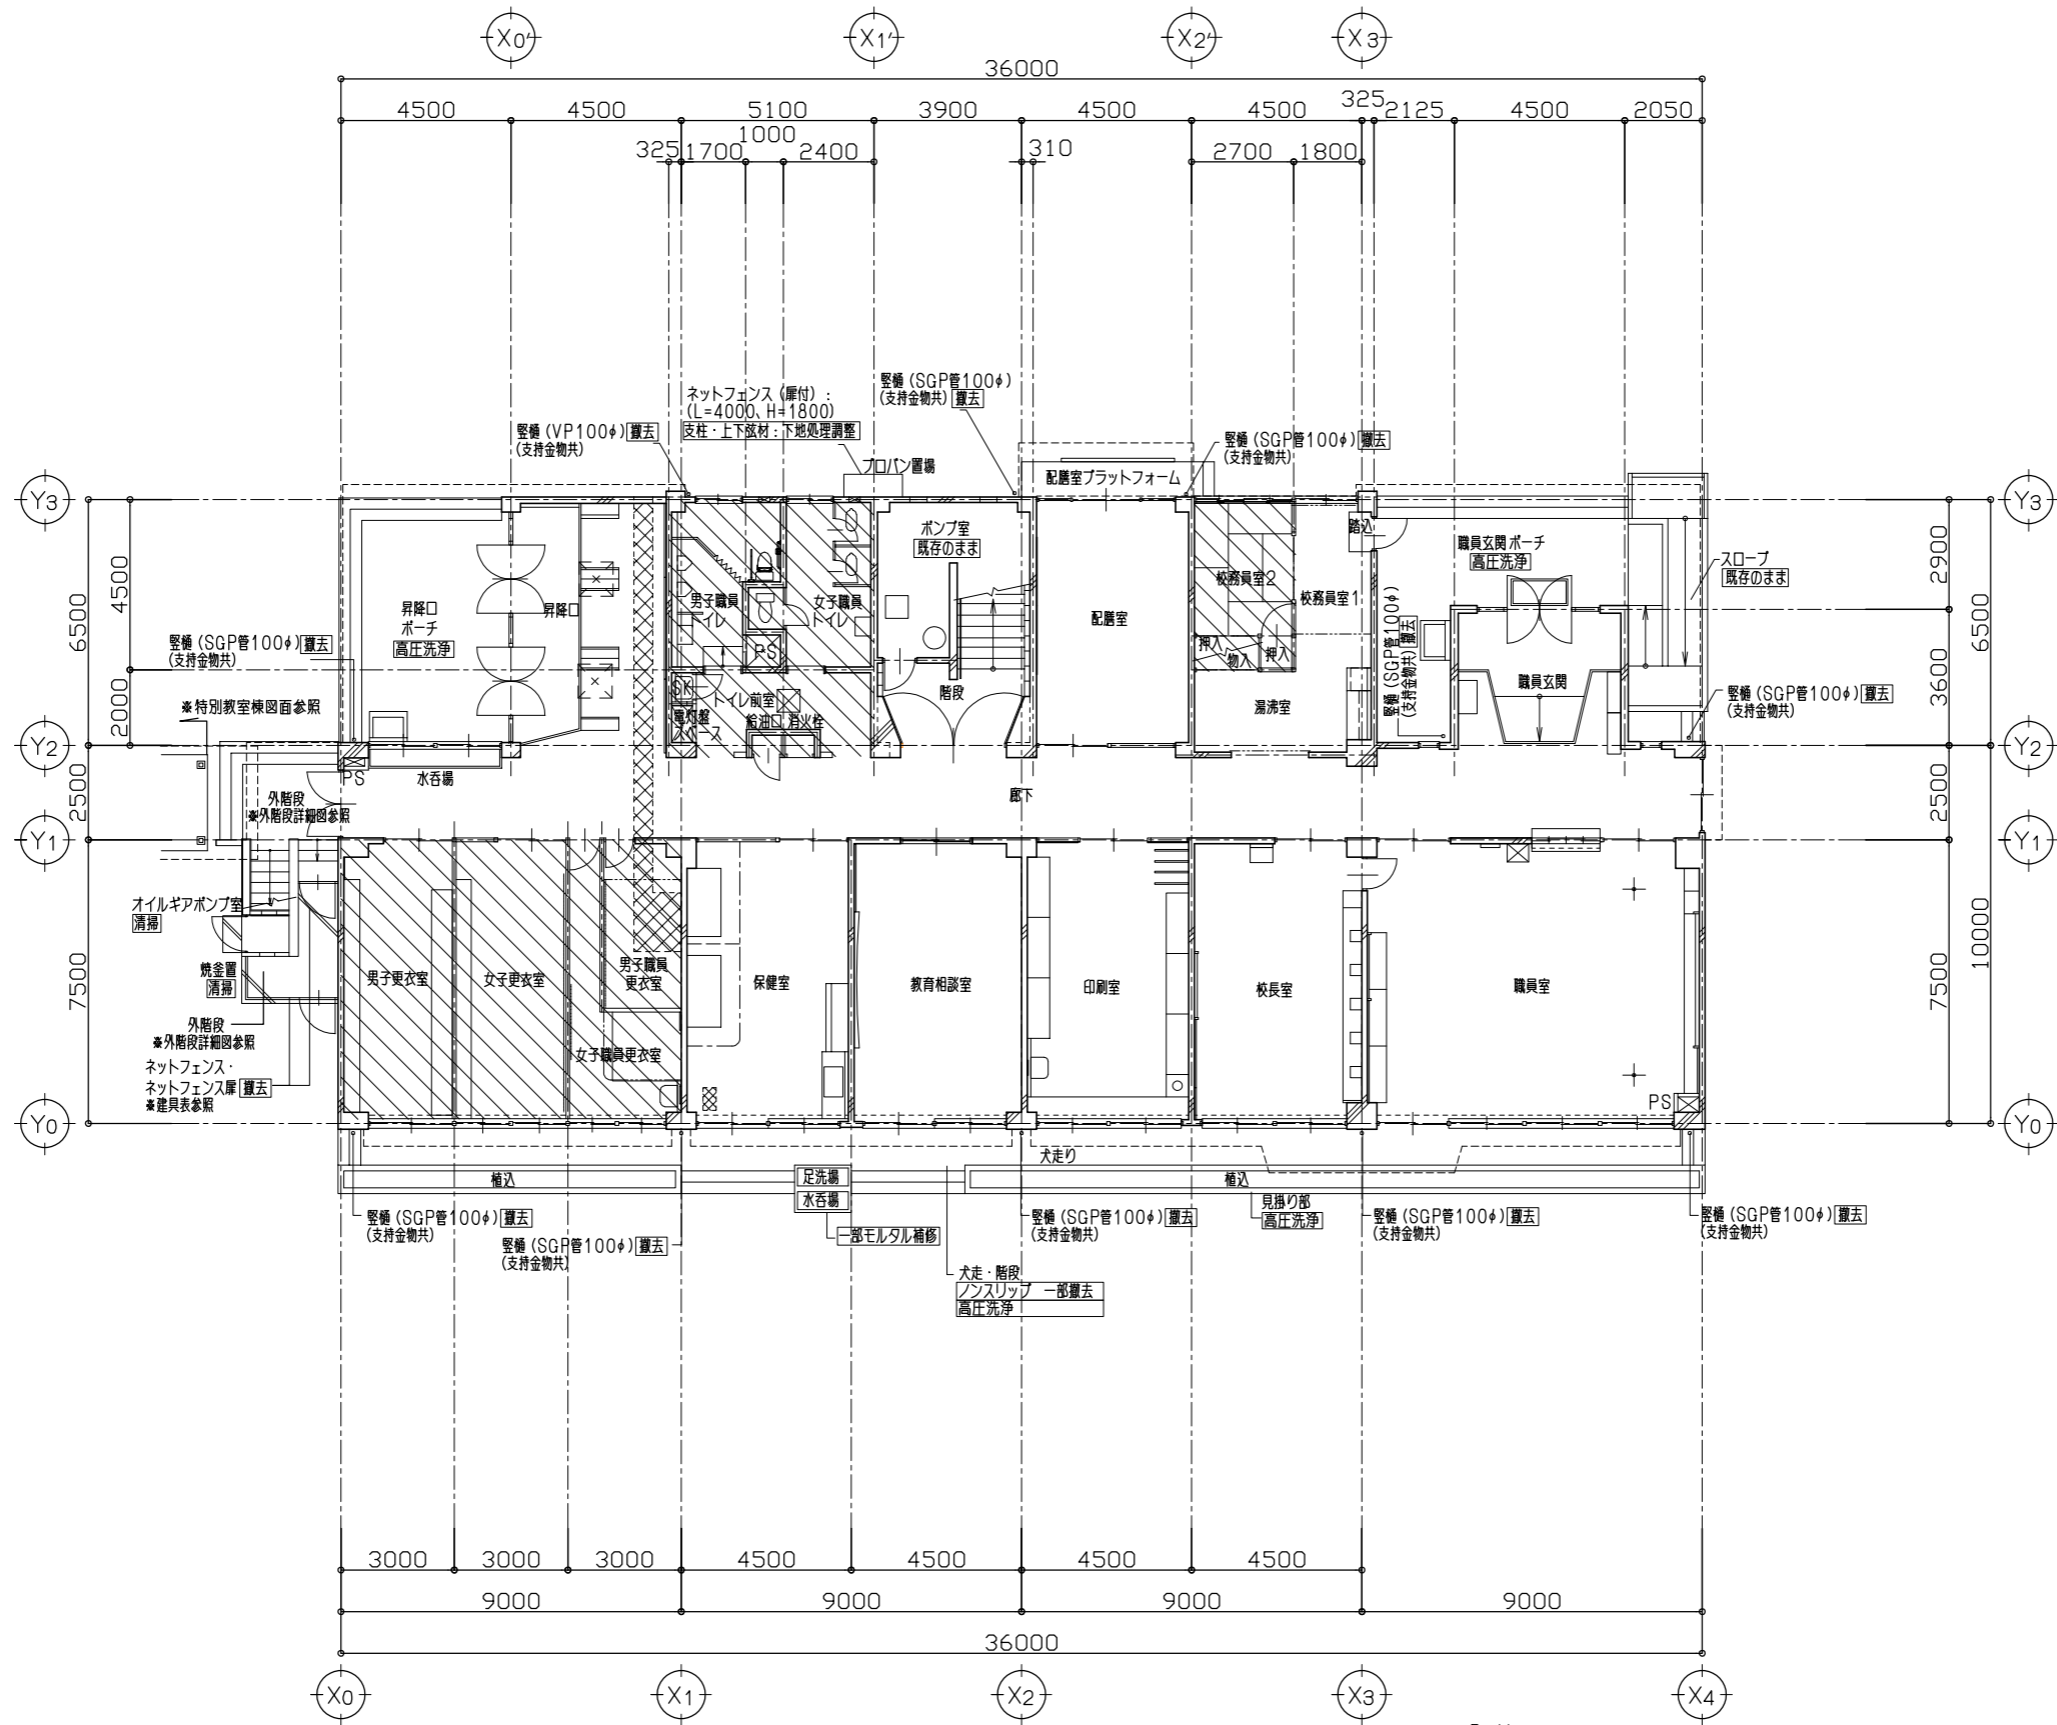 X0' X1' X2' X3
36000
4500 4500 5100 3900 4500 4500 325 2125 4500 2050
325 1700 1000 2400 310 2700 1800
竪樋(SGP管100φ)
(支持金物共) 撤去
ネットフェンス(扉付):
(L=4000、H=1800)
支柱・上下弦材:下地処理調整
竪樋(VP100φ) 撤去
(支持金物共)
竪樋(SGP管100φ) 撤去
(支持金物共)
プロパン置場
配膳室プラットフォーム
Y3
Y3
ポンプ室
既存のまま
踏込
職員玄関ポーチ
高圧洗浄
スロープ
既存のまま
校務員室2
校務員室1
男子職員
トイレ
女子職員
トイレ
昇降口
ポーチ
高圧洗浄
昇降口
配膳室
竪樋(SGP管100φ) 撤去
(支持金物共)
竪樋(SGP管100φ) 撤去
(支持金物共)
PS
押入
物入
押入
SK
トイレ前室
階段
職員玄関
竪樋(SGP管100φ) 撤去
(支持金物共)
※特別教室棟図面参照
電灯盤
スペース
給油口
消火栓
湯沸室
Y2
Y2
PS
水呑場
外階段
※外階段詳細図参照
廊下
Y1
Y1
オイルギアポンプ室
清掃
焼釜置
清掃
男子更衣室
女子更衣室
男子職員
更衣室
保健室
教育相談室
印刷室
校長室
職員室
外階段
※外階段詳細図参照
女子職員更衣室
ネットフェンス・
ネットフェンス扉 撤去
※建具表参照
PS
Y0
Y0
6500 4500 2000 2500 7500
2900 3600 6500 2500 7500 10000
犬走り
植込
足洗場
水呑場
植込
見掛り部
高圧洗浄
竪樋(SGP管100φ) 撤去
(支持金物共)
竪樋(SGP管100φ) 撤去
(支持金物共)
一部モルタル補修
竪樋(SGP管100φ) 撤去
(支持金物共)
竪樋(SGP管100φ) 撤去
(支持金物共)
竪樋(SGP管100φ) 撤去
(支持金物共)
犬走・階段
ノンスリップ 一部撤去
高圧洗浄
3000 3000 3000 4500 4500 4500 4500
9000 9000 9000 9000
36000
X0 X1 X2 X3 X4